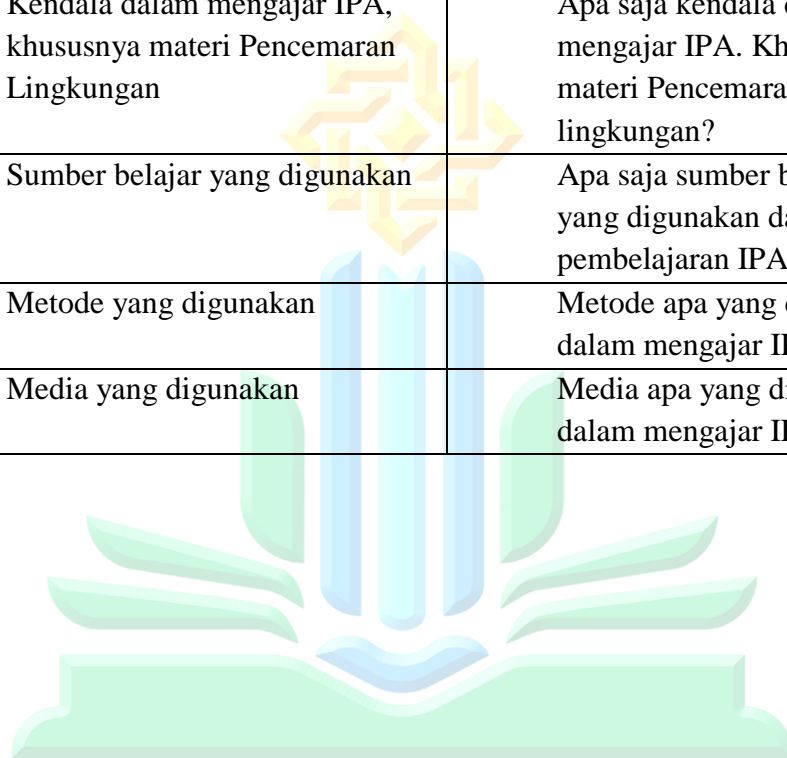 Kendala dalam mengajar IPA,
khususnya materi Pencemaran
Lingkungan
Apa saja kendala
mengajar IPA.
materi
lingkungan?
Sumber belajar yang digunakan
Apa saja sumber
yang digunakan
pembelajaran IPA
Metode yang digunakan
Metode apa yang
dalam mengajar
Media yang digunakan
Media apa yang
dalam mengajar